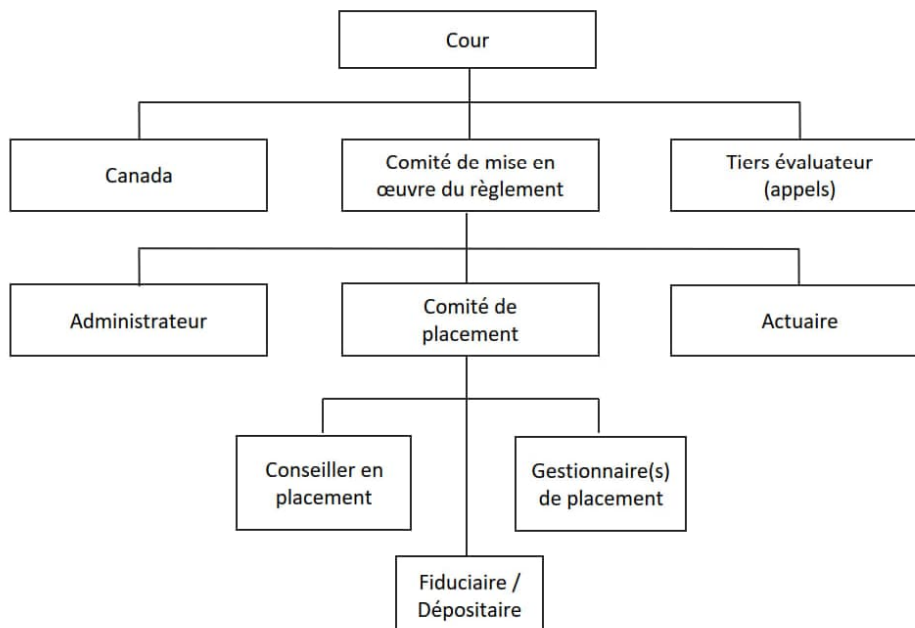 Cour
Canada
Comité de mise en
œuvre du règlement
Tiers évaluateur
(appels)
Administrateur
Comité de
placement
Actuaire
Conseiller en
placement
Gestionnaire(s)
de placement
Fiduciaire /
Dépositaire